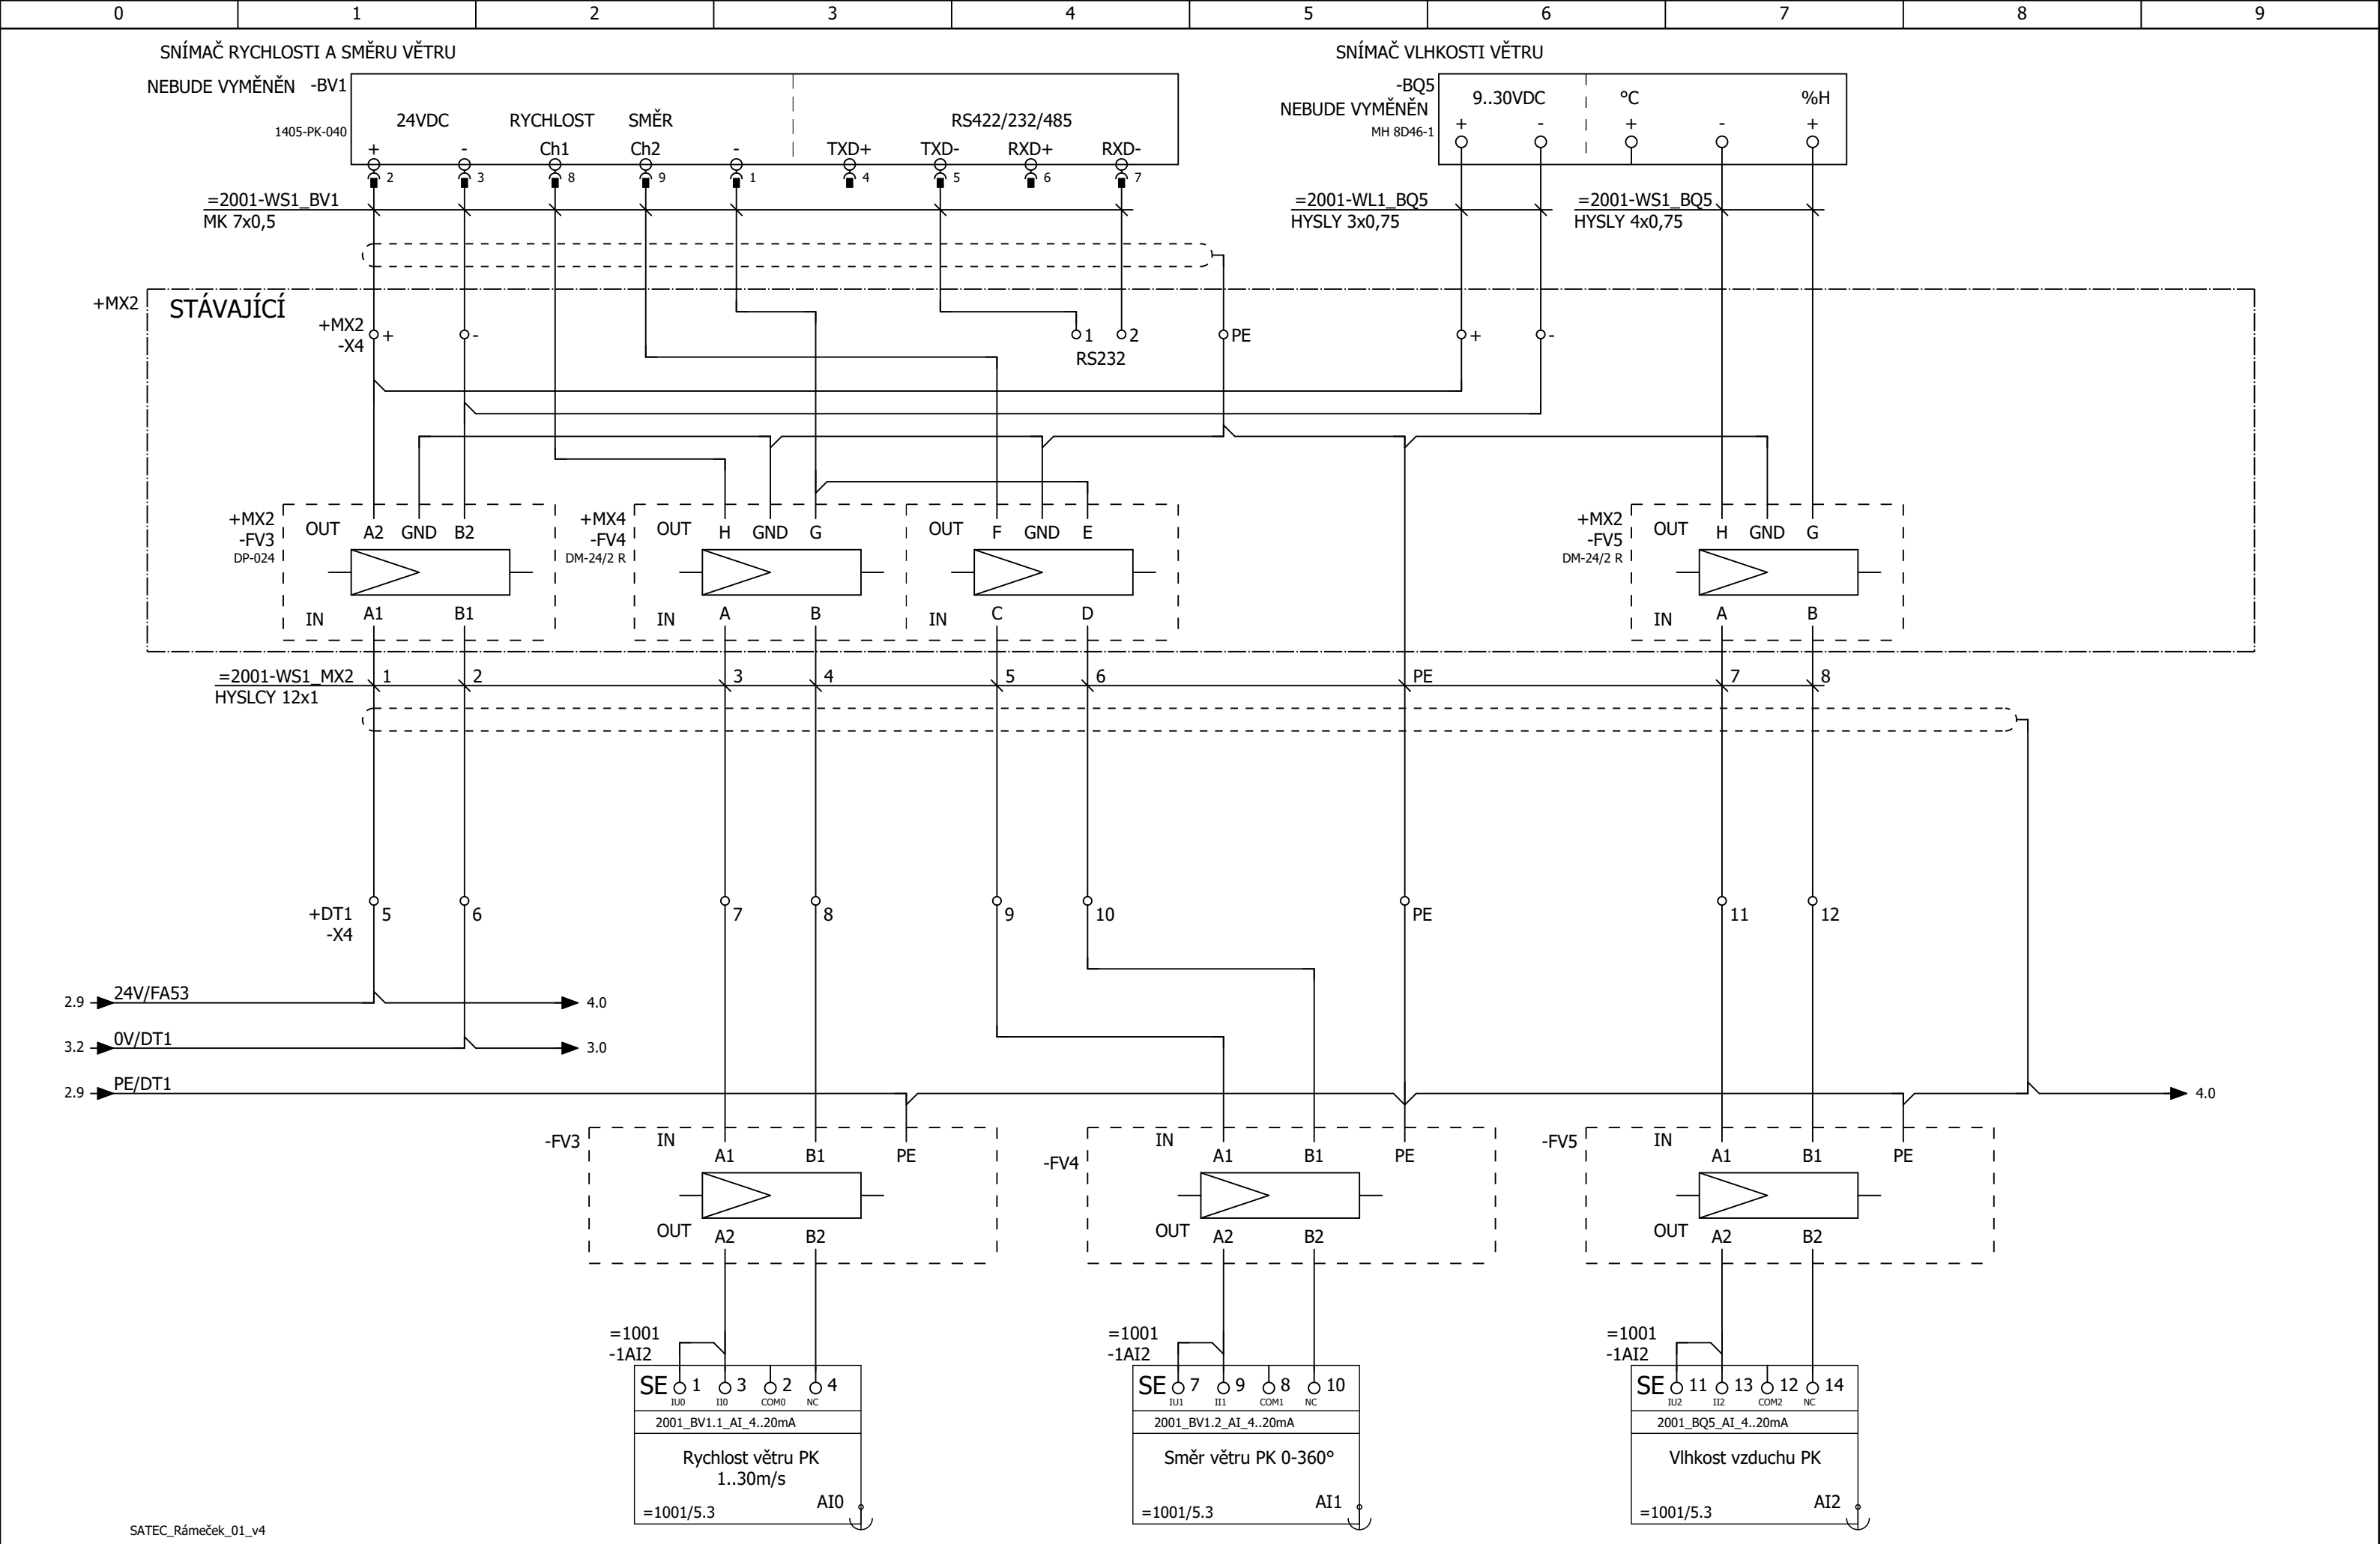 0 1 2 3 4 5 6 7 8 9
SNÍMAČ RYCHLOSTI A SMĚRU VĚTRU
SNÍMAČ VLHKOSTI VĚTRU
NEBUDE VYMĚNĚN -BV1
1405-PK-040
24VDC RYCHLOST SMĚR RS422/232/485
+ - Ch1 Ch2 - TXD+ TXD- RXD+ RXD-
2 3 8 9 1 4 5 6 7
-BQ5
NEBUDE VYMĚNĚN
MH 8D46-1
9..30VDC °C %H
+ - + - +
=2001-WS1_BV1
MK 7x0,5
=2001-WL1_BQ5
HYSLY 3x0,75
=2001-WS1_BQ5
HYSLY 4x0,75
+MX2
STÁVAJÍCÍ
+MX2
-X4
+ - 1 2 PE + -
RS232
+MX2
-FV3
DP-024
OUT A2 GND B2
IN A1 B1
+MX4
-FV4
DM-24/2 R
OUT H GND G
IN A B
OUT F GND E
IN C D
+MX2
-FV5
DM-24/2 R
OUT H GND G
IN A B
=2001-WS1_MX2
HYSLCY 12x1
1 2 3 4 5 6 PE 7 8
+DT1
-X4
5 6 7 8 9 10 PE 11 12
2.9 24V/FA53 4.0
3.2 0V/DT1 3.0
2.9 PE/DT1 4.0
-FV3
IN
A1 B1 PE
OUT
A2 B2
-FV4
IN
A1 B1 PE
OUT
A2 B2
-FV5
IN
A1 B1 PE
OUT
A2 B2
=1001
-1AI2
SE 1 3 2 4
IU0 II0 COM0 NC
2001_BV1.1_AI_4..20mA
Rychlost větru PK
1..30m/s
AI0
=1001/5.3
=1001
-1AI2
SE 7 9 8 10
IU1 II1 COM1 NC
2001_BV1.2_AI_4..20mA
Směr větru PK 0-360°
AI1
=1001/5.3
=1001
-1AI2
SE 11 13 12 14
IU2 II2 COM2 NC
2001_BQ5_AI_4..20mA
Vlhkost vzduchu PK
AI2
=1001/5.3
SATEC_Rámeček_01_v4